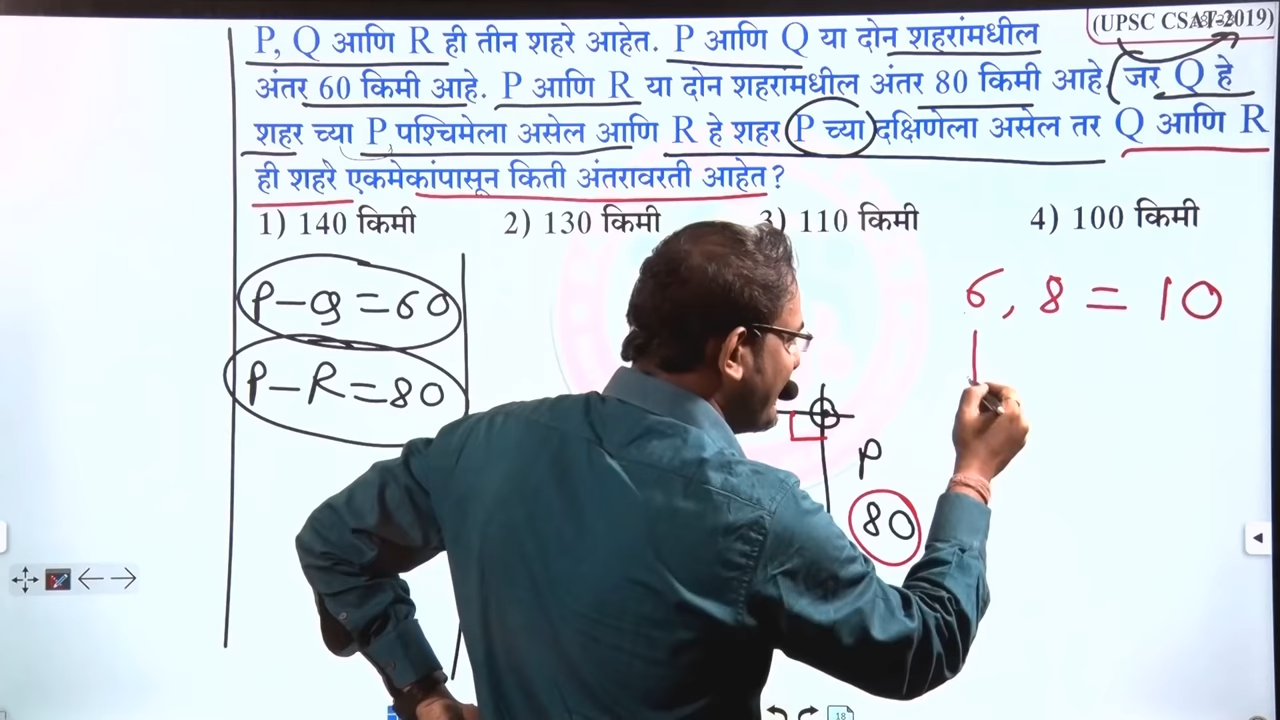 (UPSC CSAT-2019)
P, Q आणि R ही तीन शहरे आहेत. P आणि Q या दोन शहरांमधील
अंतर 60 किमी आहे. P आणि R या दोन शहरांमधील अंतर 80 किमी आहे जर Q हे
शहर च्या P पश्चिमेला असेल आणि R हे शहर P च्या दक्षिणेला असेल तर Q आणि R
ही शहरे एकमेकांपासून किती अंतरावरती आहेत?
1) 140 किमी 2) 130 किमी 3) 110 किमी 4) 100 किमी
P-Q=60
P-R=80
6, 8 = 10
P
80
18